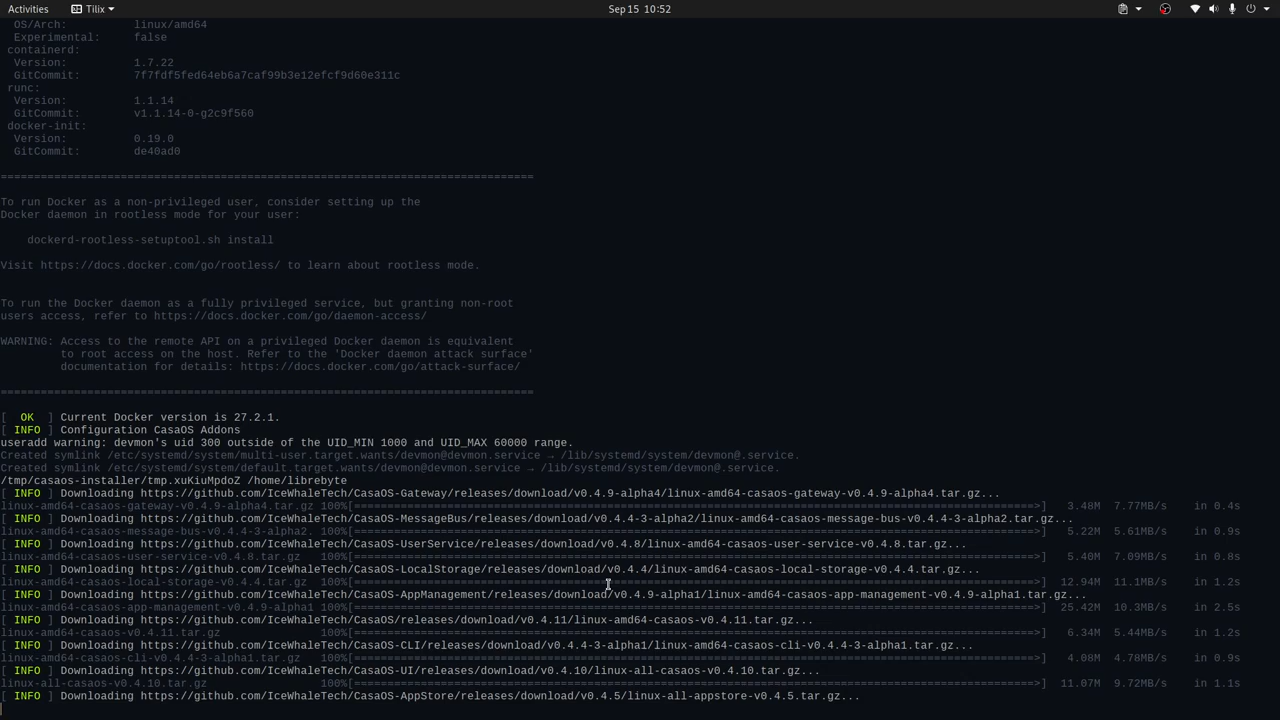 Activities Tilix Sep 15 10:52
OS/Arch: linux/amd64
Experimental: false
containerd:
Version: 1.7.22
GitCommit: 7f7fdf5fed64eb6a7caf99b3e12efcf9d60e311c
runc:
Version: 1.1.14
GitCommit: v1.1.14-0-g2c9f560
docker-init:
Version: 0.19.0
GitCommit: de40ad0
================================================================================
To run Docker as a non-privileged user, consider setting up the
Docker daemon in rootless mode for your user:
dockerd-rootless-setuptool.sh install
Visit https://docs.docker.com/go/rootless/ to learn about rootless mode.
To run the Docker daemon as a fully privileged service, but granting non-root
users access, refer to https://docs.docker.com/go/daemon-access/
WARNING: Access to the remote API on a privileged Docker daemon is equivalent
to root access on the host. Refer to the 'Docker daemon attack surface'
documentation for details: https://docs.docker.com/go/attack-surface/
================================================================================
[  OK  ] Current Docker version is 27.2.1.
[ INFO ] Configuration CasaOS Addons
useradd warning: devmon's uid 300 outside of the UID_MIN 1000 and UID_MAX 60000 range.
Created symlink /etc/systemd/system/multi-user.target.wants/devmon@devmon.service → /lib/systemd/system/devmon@.service.
Created symlink /etc/systemd/system/default.target.wants/devmon@devmon.service → /lib/systemd/system/devmon@.service.
/tmp/casaos-installer/tmp.xuKiuMpdoZ /home/librebyte
[ INFO ] Downloading https://github.com/IceWhaleTech/CasaOS-Gateway/releases/download/v0.4.9-alpha4/linux-amd64-casaos-gateway-v0.4.9-alpha4.tar.gz...
linux-amd64-casaos-gateway-v0.4.9-alpha4.tar.gz 100%[=====================================================================================================>] 3.48M 7.77MB/s in 0.4s
[ INFO ] Downloading https://github.com/IceWhaleTech/CasaOS-MessageBus/releases/download/v0.4.4-3-alpha2/linux-amd64-casaos-message-bus-v0.4.4-3-alpha2.tar.gz...
linux-amd64-casaos-message-bus-v0.4.4-3-alpha2. 100%[=====================================================================================================>] 5.22M 5.61MB/s in 0.9s
[ INFO ] Downloading https://github.com/IceWhaleTech/CasaOS-UserService/releases/download/v0.4.8/linux-amd64-casaos-user-service-v0.4.8.tar.gz...
linux-amd64-casaos-user-service-v0.4.8.tar.gz 100%[=====================================================================================================>] 5.40M 7.09MB/s in 0.8s
[ INFO ] Downloading https://github.com/IceWhaleTech/CasaOS-LocalStorage/releases/download/v0.4.4/linux-amd64-casaos-local-storage-v0.4.4.tar.gz...
linux-amd64-casaos-local-storage-v0.4.4.tar.gz 100%[=====================================================================================================>] 12.94M 11.1MB/s in 1.2s
[ INFO ] Downloading https://github.com/IceWhaleTech/CasaOS-AppManagement/releases/download/v0.4.9-alpha1/linux-amd64-casaos-app-management-v0.4.9-alpha1.tar.gz...
linux-amd64-casaos-app-management-v0.4.9-alpha1 100%[=====================================================================================================>] 25.42M 10.3MB/s in 2.5s
[ INFO ] Downloading https://github.com/IceWhaleTech/CasaOS/releases/download/v0.4.11/linux-amd64-casaos-v0.4.11.tar.gz...
linux-amd64-casaos-v0.4.11.tar.gz 100%[=====================================================================================================>] 6.34M 5.44MB/s in 1.2s
[ INFO ] Downloading https://github.com/IceWhaleTech/CasaOS-CLI/releases/download/v0.4.4-3-alpha1/linux-amd64-casaos-cli-v0.4.4-3-alpha1.tar.gz...
linux-amd64-casaos-cli-v0.4.4-3-alpha1.tar.gz 100%[=====================================================================================================>] 4.08M 4.78MB/s in 0.9s
[ INFO ] Downloading https://github.com/IceWhaleTech/CasaOS-UI/releases/download/v0.4.10/linux-all-casaos-v0.4.10.tar.gz...
linux-all-casaos-v0.4.10.tar.gz 100%[=====================================================================================================>] 11.07M 9.72MB/s in 1.1s
[ INFO ] Downloading https://github.com/IceWhaleTech/CasaOS-AppStore/releases/download/v0.4.5/linux-all-appstore-v0.4.5.tar.gz...